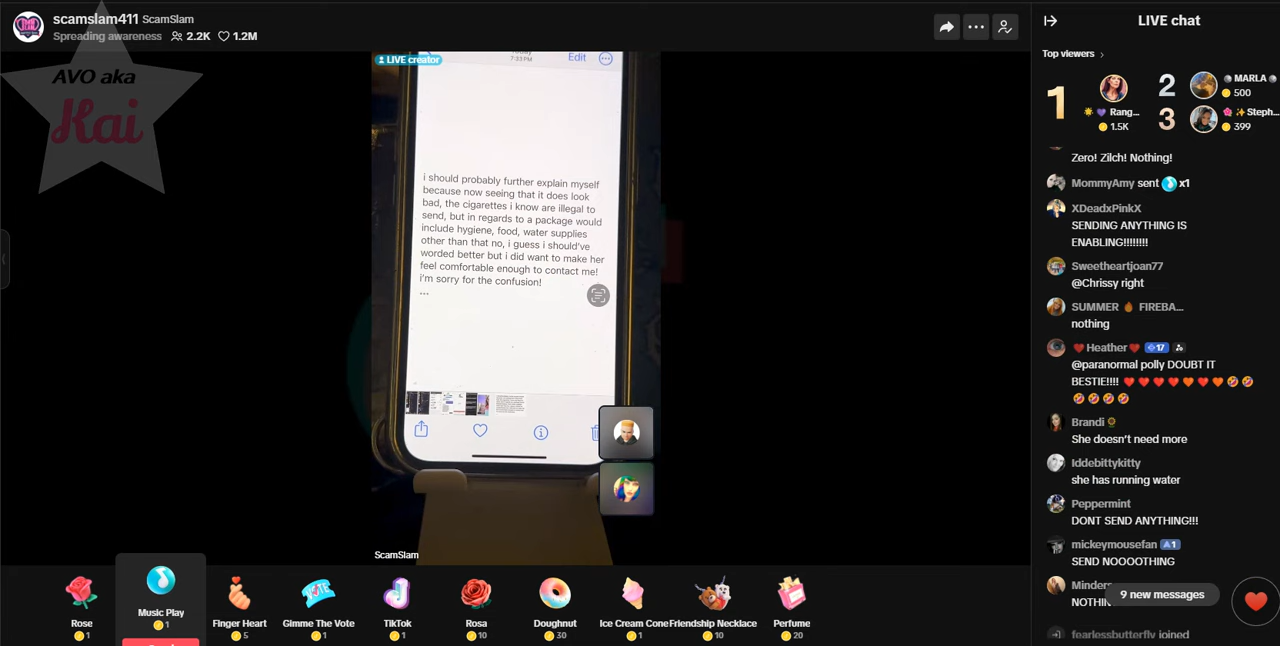 scamslam411 ScamSlam
Spreading awareness 2.2K 1.2M
AVO aka
Kai
LIVE creator
7:33 PM
Edit
i should probably further explain myself
because now seeing that it does look
bad, the cigarettes i know are illegal to
send, but in regards to a package would
include hygiene, food, water supplies
other than that no, i guess i should've
worded better but i did want to make her
feel comfortable enough to contact me!
i'm sorry for the confusion!
...
ScamSlam
Rose
1
Music Play
1
Finger Heart
5
VOTE
Gimme The Vote
1
TikTok
1
Rosa
10
Doughnut
30
Ice Cream Cone
1
Friendship Necklace
10
Perfume
20
LIVE chat
Top viewers
1
Rang...
1.5K
2
MARLA
500
3
Steph...
399
Zero! Zilch! Nothing!
MommyAmy sent x1
XDeadxPinkX
SENDING ANYTHING IS
ENABLING!!!!!!!!
Sweetheartjoan77
@Chrissy right
SUMMER FIREBA...
nothing
Heather 17
@paranormal polly DOUBT IT
BESTIE!!!!
Brandi
She doesn't need more
Iddebittykitty
she has running water
Peppermint
DONT SEND ANYTHING!!!
mickeymousefan 1
SEND NOOOOTHING
9 new messages
fearlessbutterfly joined